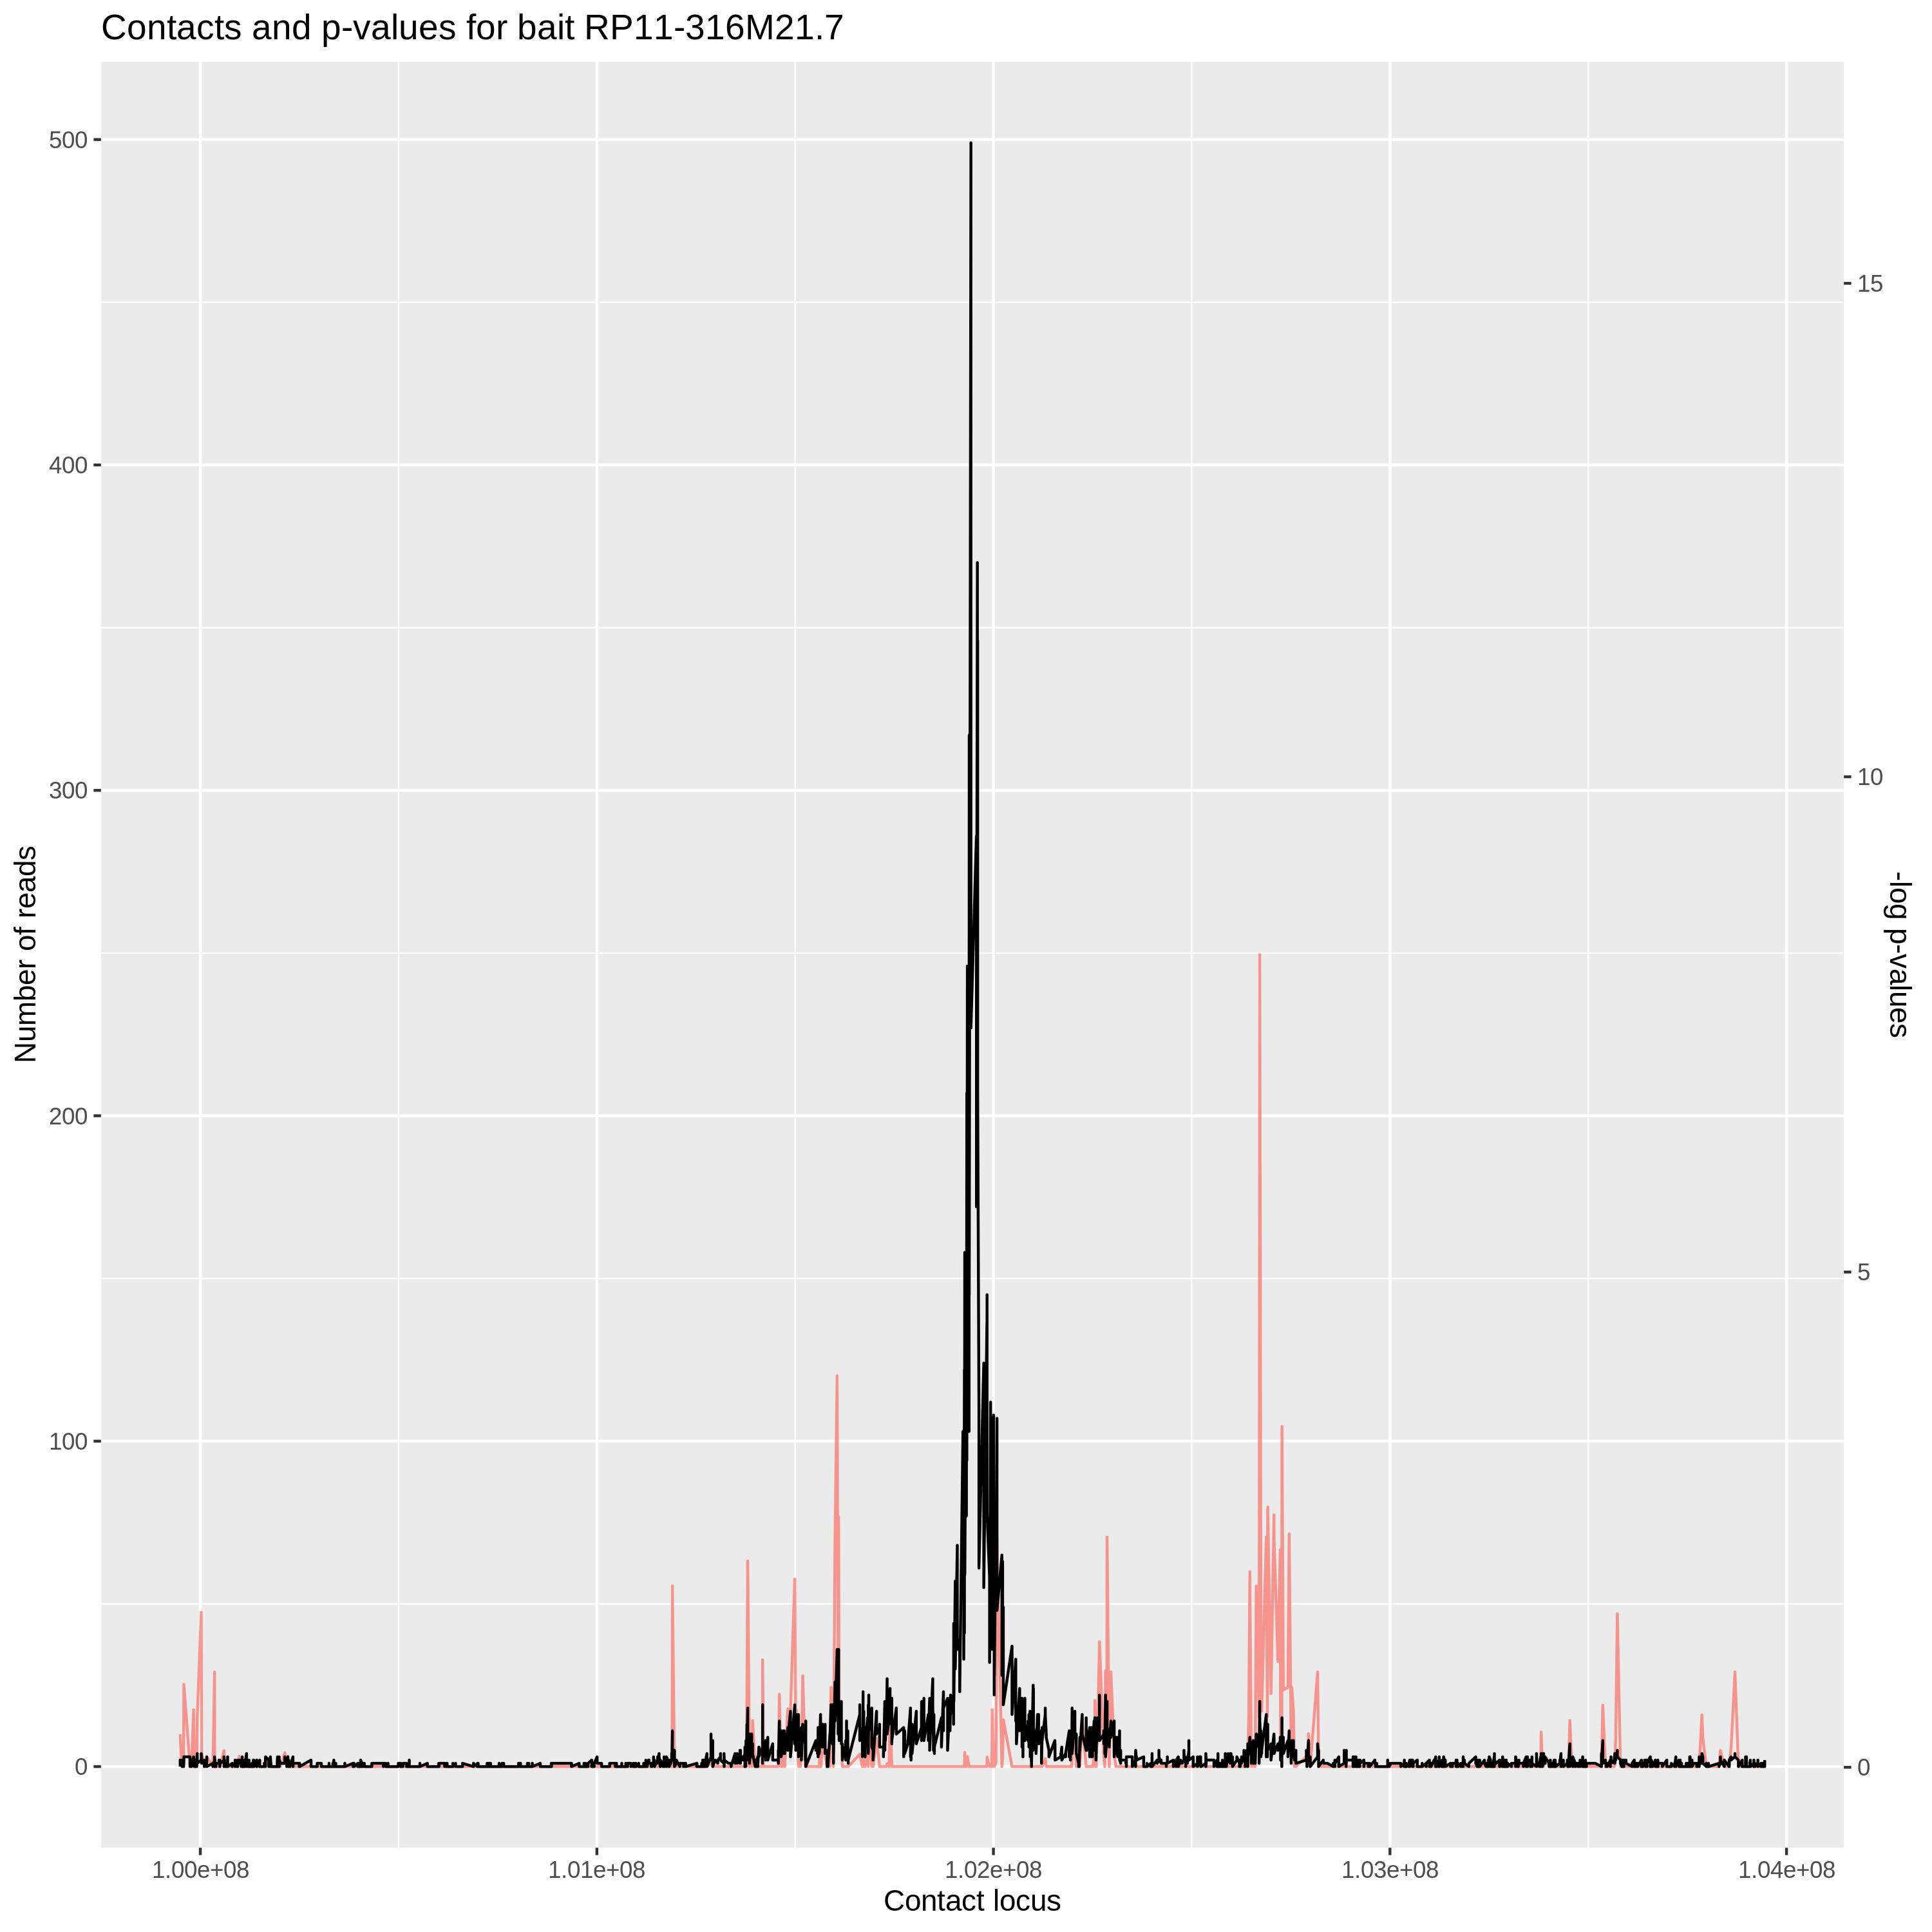 Contacts and p-values for bait RP11-316M21.7
500
400
300
200
100
0
Number of reads
15
10
5
0
-log p-values
1.00e+08 1.01e+08 1.02e+08 1.03e+08 1.04e+08
Contact locus